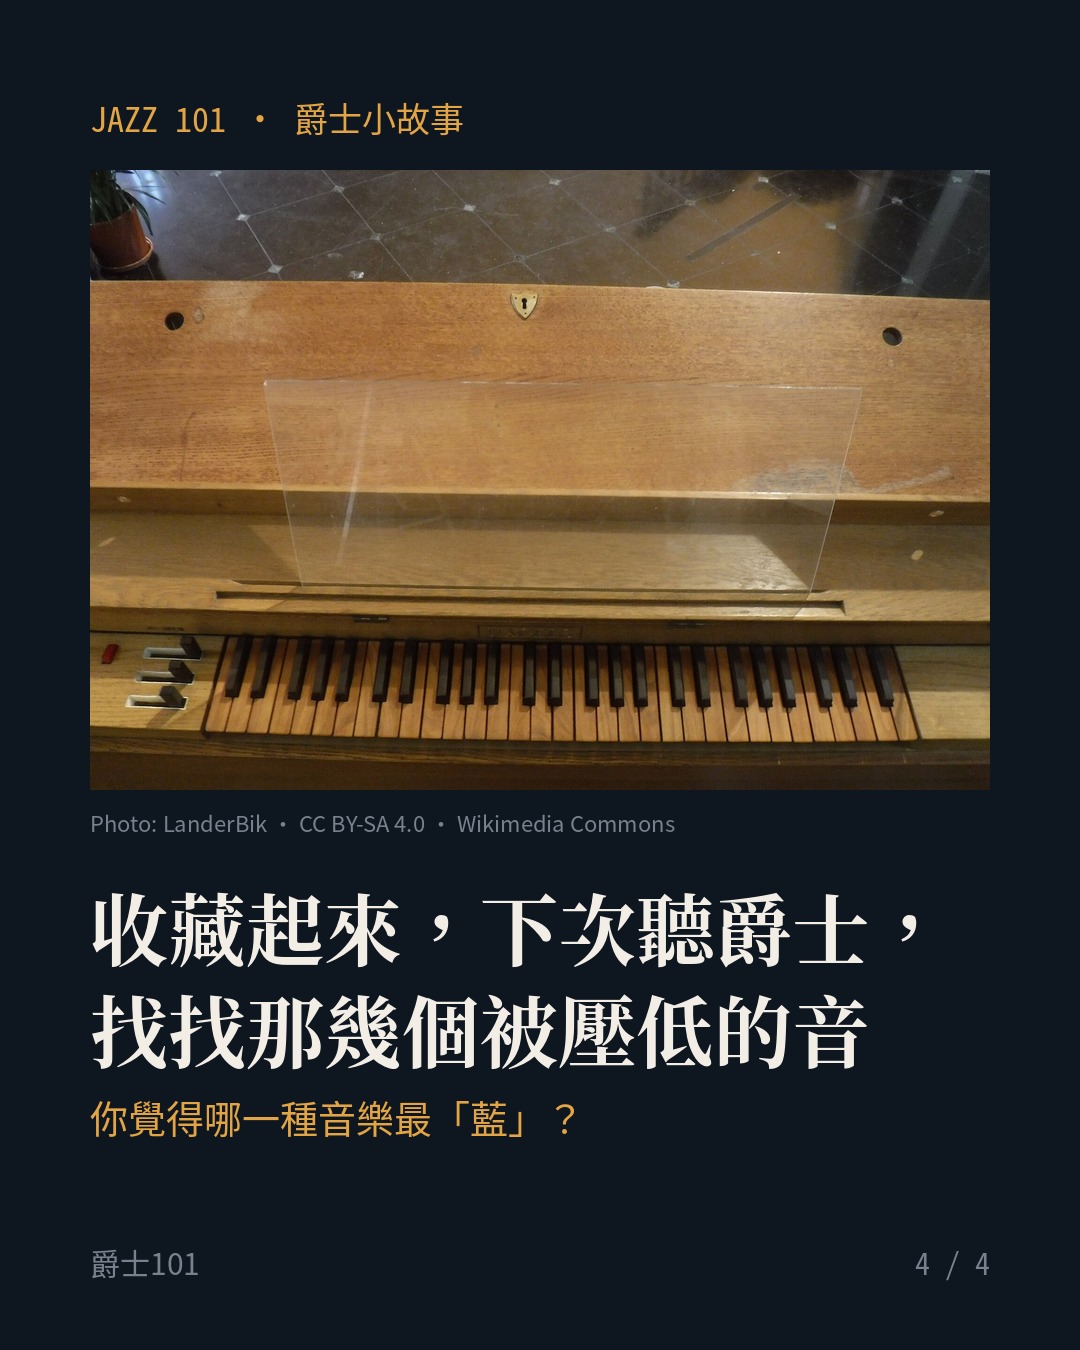 JAZZ 101 · 爵士小故事
Photo: LanderBik · CC BY-SA 4.0 · Wikimedia Commons
收藏起來，下次聽爵士，
找找那幾個被壓低的音
你覺得哪一種音樂最「藍」？
爵士101
4 / 4